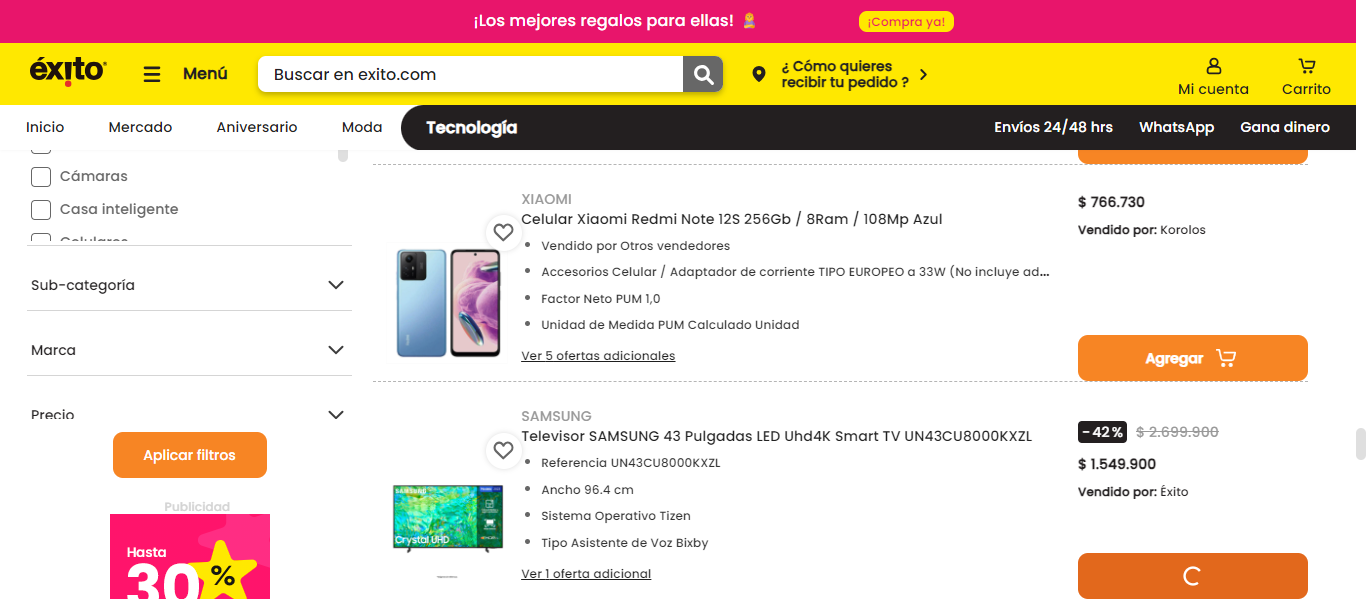 ¡Los mejores regalos para ellas!
¡Compra ya!
éxito
Menú
Buscar en exito.com
¿ Cómo quieres
recibir tu pedido ?
Mi cuenta
Carrito
Inicio
Mercado
Aniversario
Moda
Tecnología
Envíos 24/48 hrs
WhatsApp
Gana dinero
Cámaras
Casa inteligente
Celulares
Sub-categoría
Marca
Precio
Aplicar filtros
Publicidad
Hasta
30 %
XIAOMI
Celular Xiaomi Redmi Note 12S 256Gb / 8Ram / 108Mp Azul
Vendido por Otros vendedores
Accesorios Celular / Adaptador de corriente TIPO EUROPEO a 33W (No incluye ad...
Factor Neto PUM 1,0
Unidad de Medida PUM Calculado Unidad
Ver 5 ofertas adicionales
$ 766.730
Vendido por: Korolos
Agregar
SAMSUNG
Televisor SAMSUNG 43 Pulgadas LED Uhd4K Smart TV UN43CU8000KXZL
Referencia UN43CU8000KXZL
Ancho 96.4 cm
Sistema Operativo Tizen
Tipo Asistente de Voz Bixby
Ver 1 oferta adicional
SAMSUNG
Crystal UHD
-42% $ 2.699.900
$ 1.549.900
Vendido por: Éxito